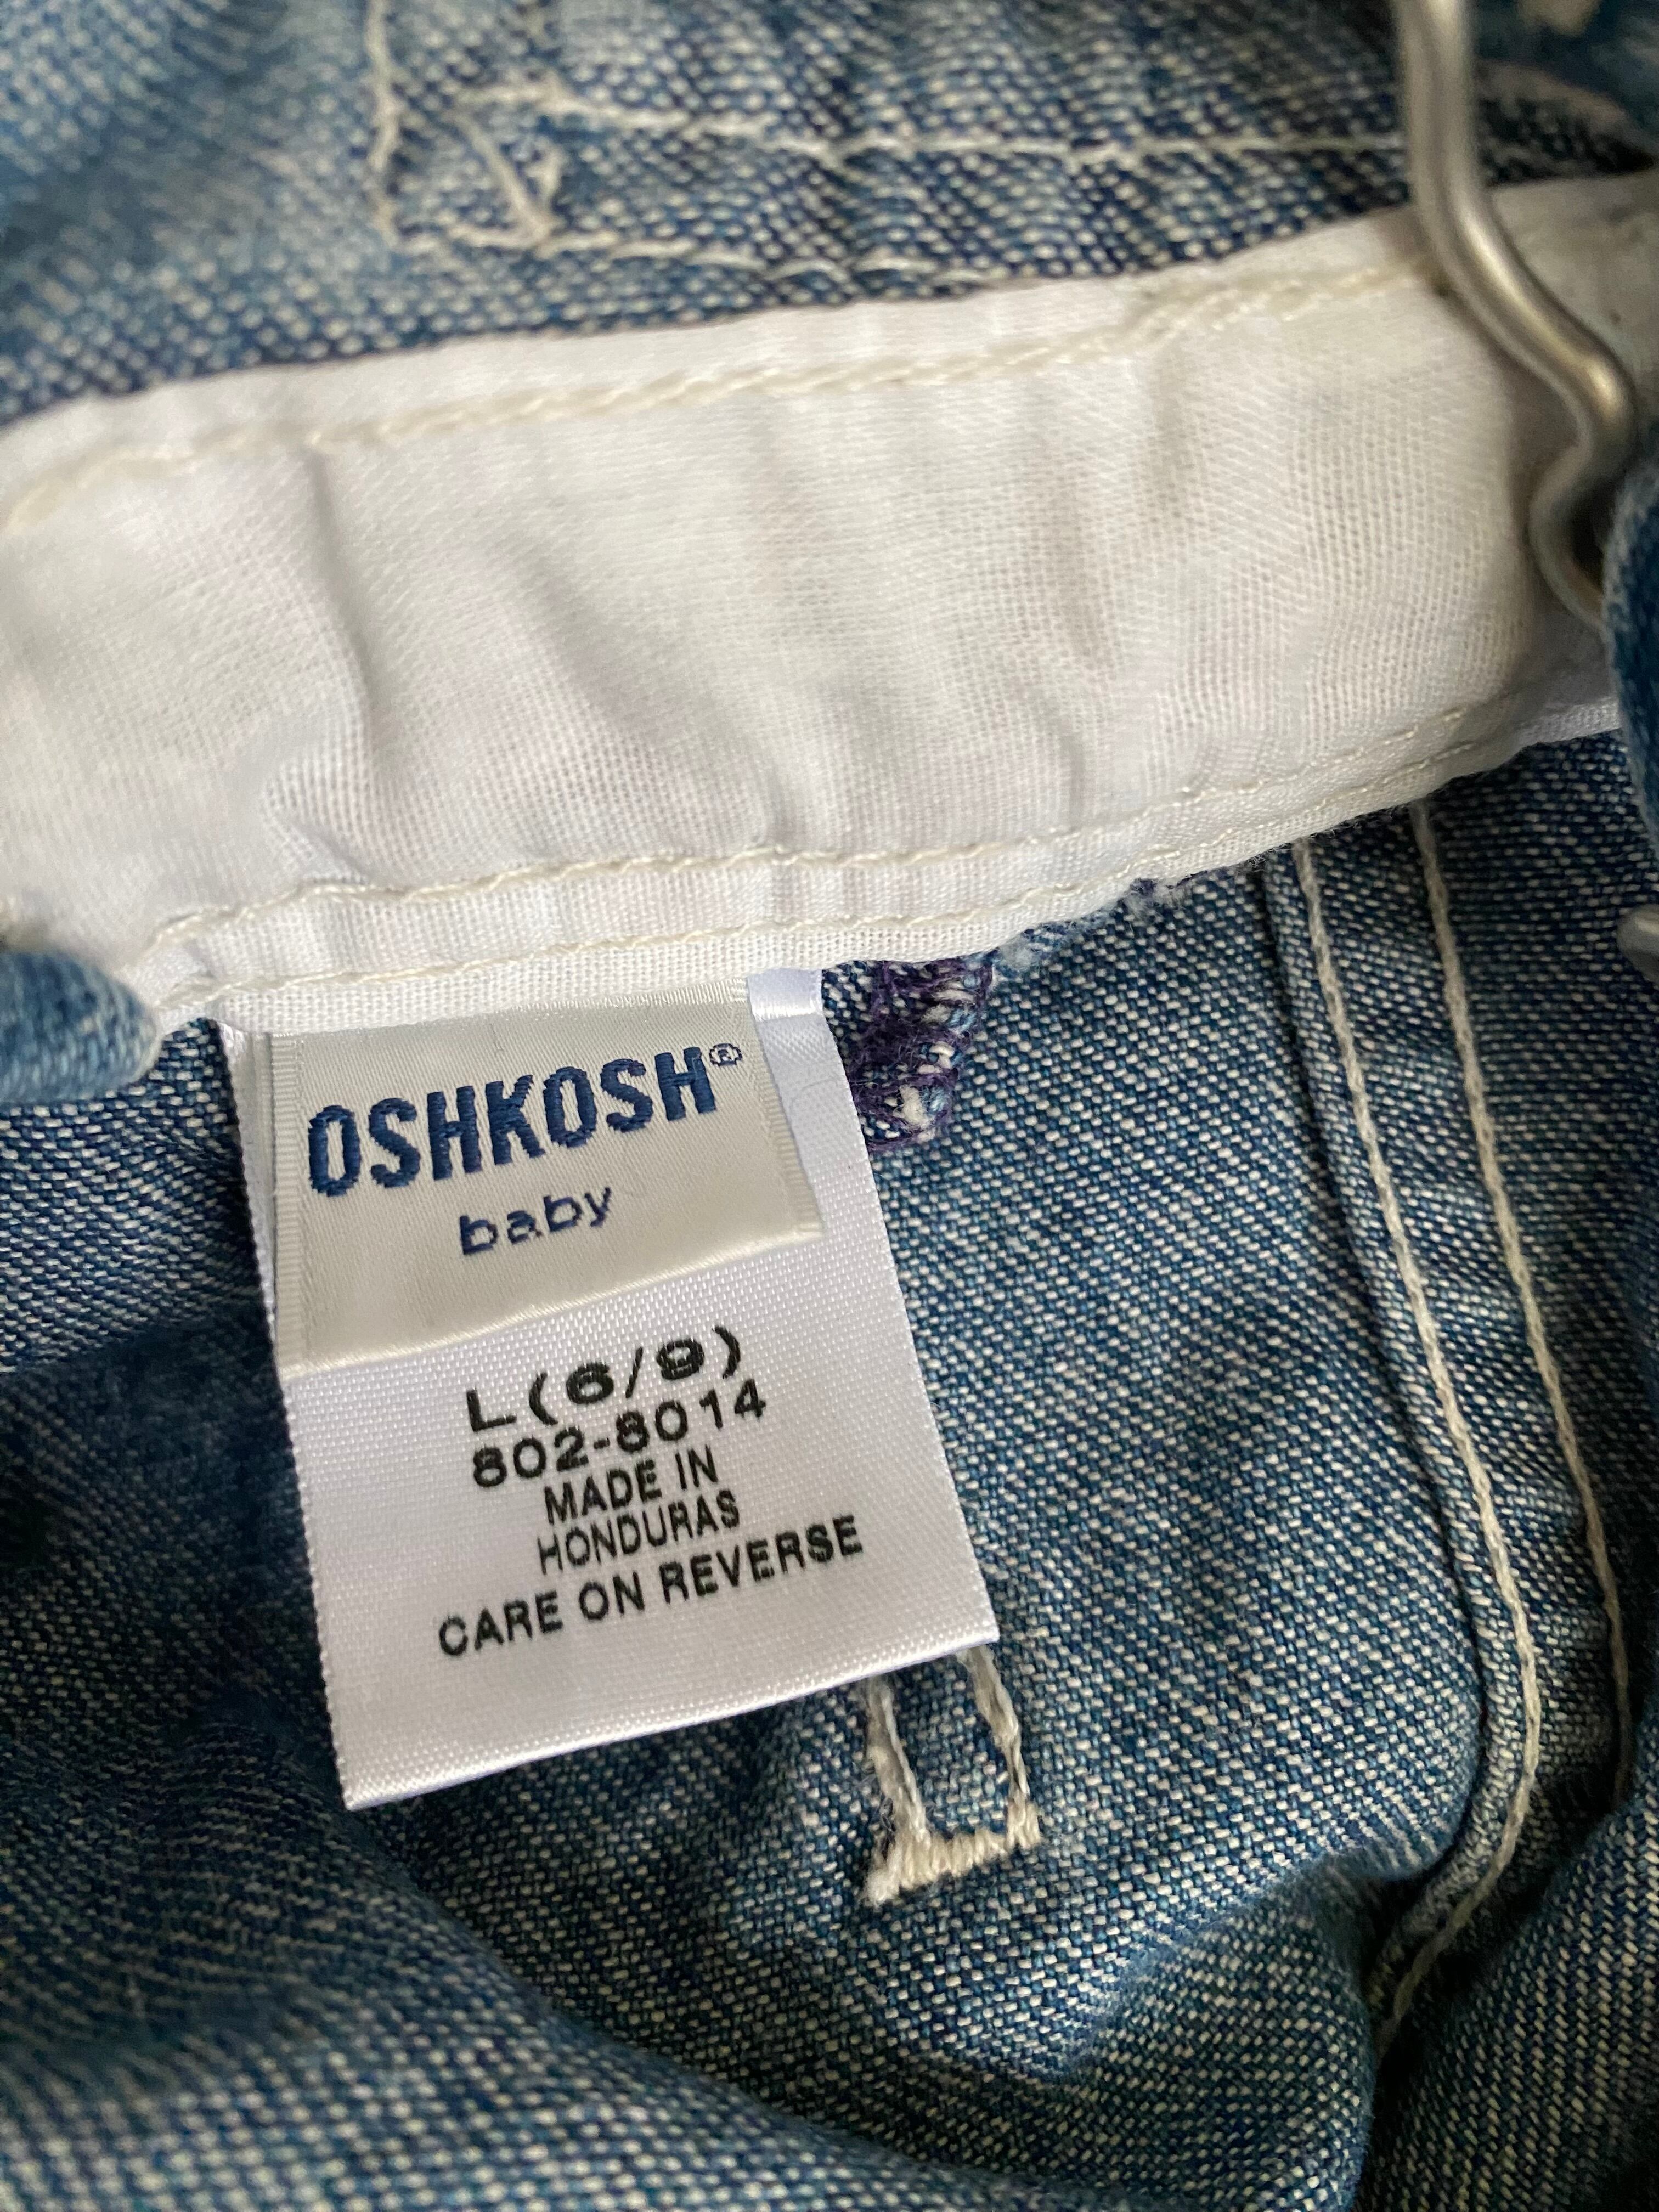 OSHKOSH®
baby
L(6/9)
802-8014
MADE IN
HONDURAS
CARE ON REVERSE